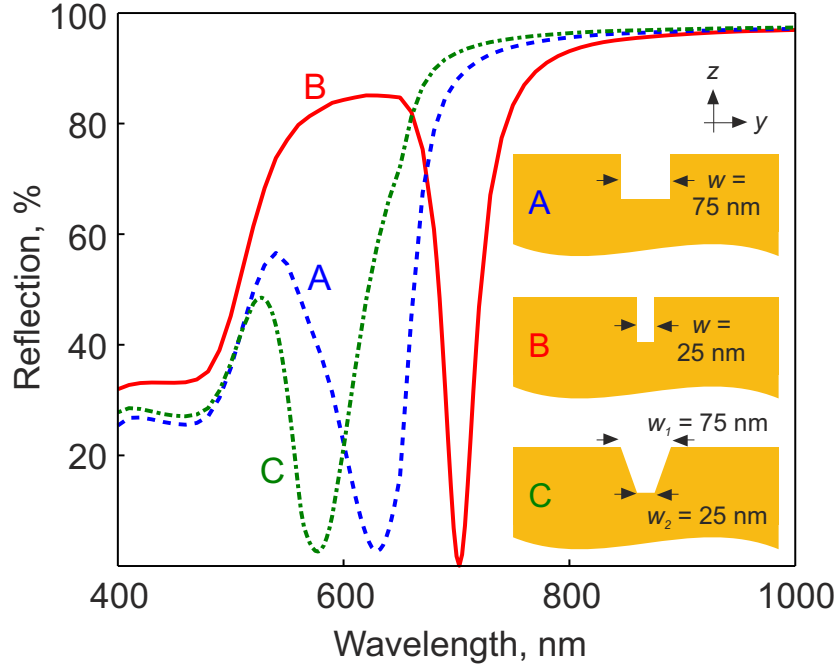 100
80
60
40
20
400
600
800
1000
Reflection, %
Wavelength, nm
B
A
C
z
y
A
w =
75 nm
B
w =
25 nm
w1 = 75 nm
C
w2 = 25 nm